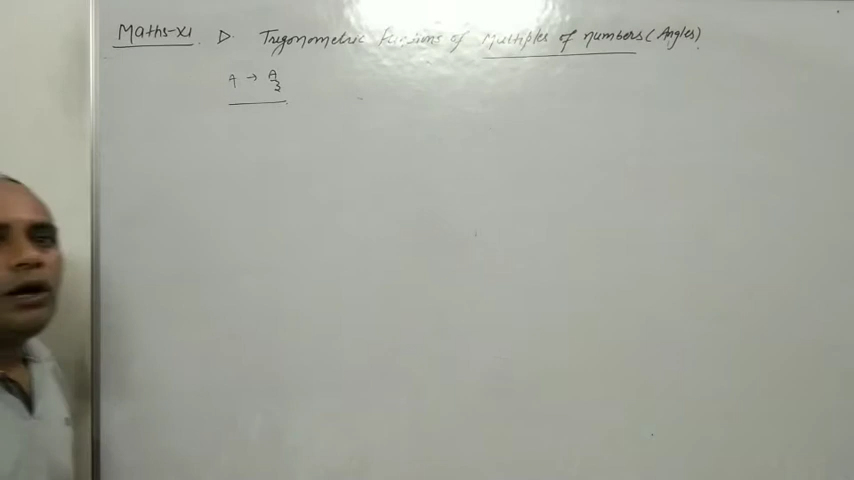 Maths-XI. D. Trigonometric functions of Multiples of numbers (Angles)
A → A/3